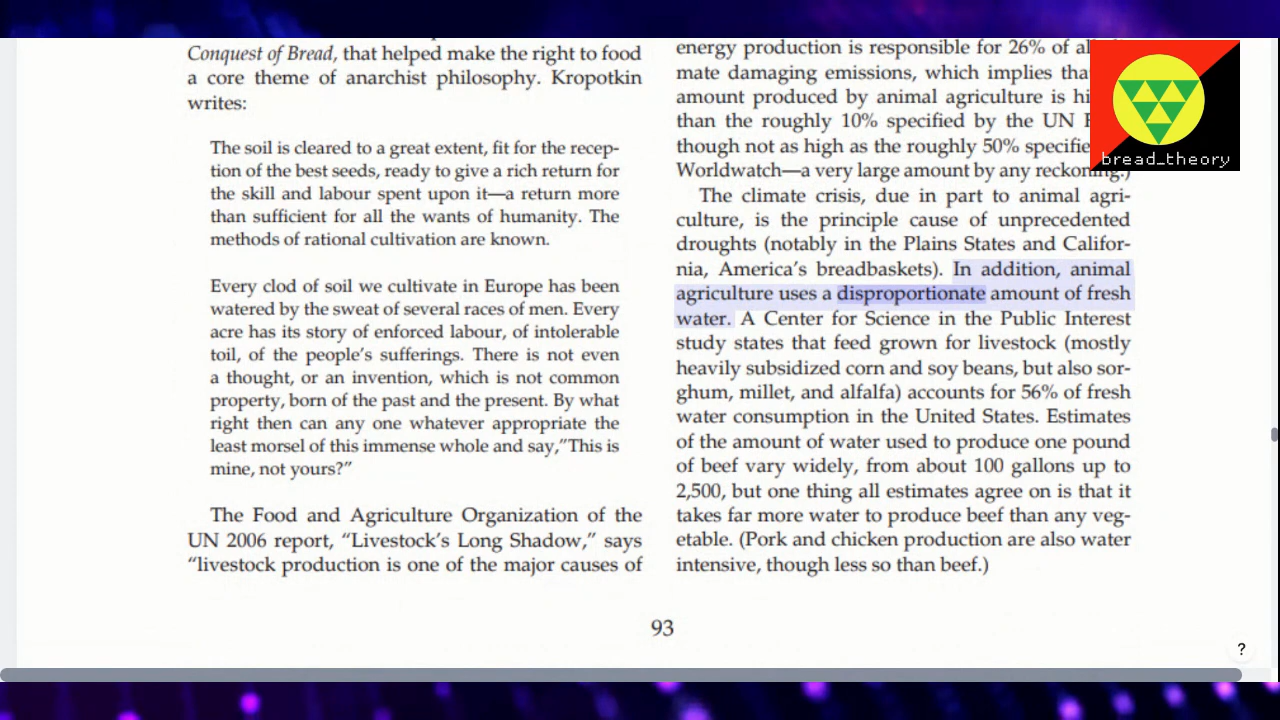 Conquest of Bread, that helped make the right to food
a core theme of anarchist philosophy. Kropotkin
writes:
The soil is cleared to a great extent, fit for the recep-
tion of the best seeds, ready to give a rich return for
the skill and labour spent upon it—a return more
than sufficient for all the wants of humanity. The
methods of rational cultivation are known.
Every clod of soil we cultivate in Europe has been
watered by the sweat of several races of men. Every
acre has its story of enforced labour, of intolerable
toil, of the people's sufferings. There is not even
a thought, or an invention, which is not common
property, born of the past and the present. By what
right then can any one whatever appropriate the
least morsel of this immense whole and say,"This is
mine, not yours?"
The Food and Agriculture Organization of the
UN 2006 report, "Livestock's Long Shadow," says
"livestock production is one of the major causes of
energy production is responsible for 26% of
mate damaging emissions, which implies
amount produced by animal agriculture is
than the roughly 10% specified by the UN
though not as high as the roughly 50%
Worldwatch—a very large amount by any reckoning.)
The climate crisis, due in part to animal agri-
culture, is the principle cause of unprecedented
droughts (notably in the Plains States and Califor-
nia, America's breadbaskets). In addition, animal
agriculture uses a disproportionate amount of fresh
water. A Center for Science in the Public Interest
study states that feed grown for livestock (mostly
heavily subsidized corn and soy beans, but also sor-
ghum, millet, and alfalfa) accounts for 56% of fresh
water consumption in the United States. Estimates
of the amount of water used to produce one pound
of beef vary widely, from about 100 gallons up to
2,500, but one thing all estimates agree on is that it
takes far more water to produce beef than any veg-
etable. (Pork and chicken production are also water
intensive, though less so than beef.)
93
bread_theory
?